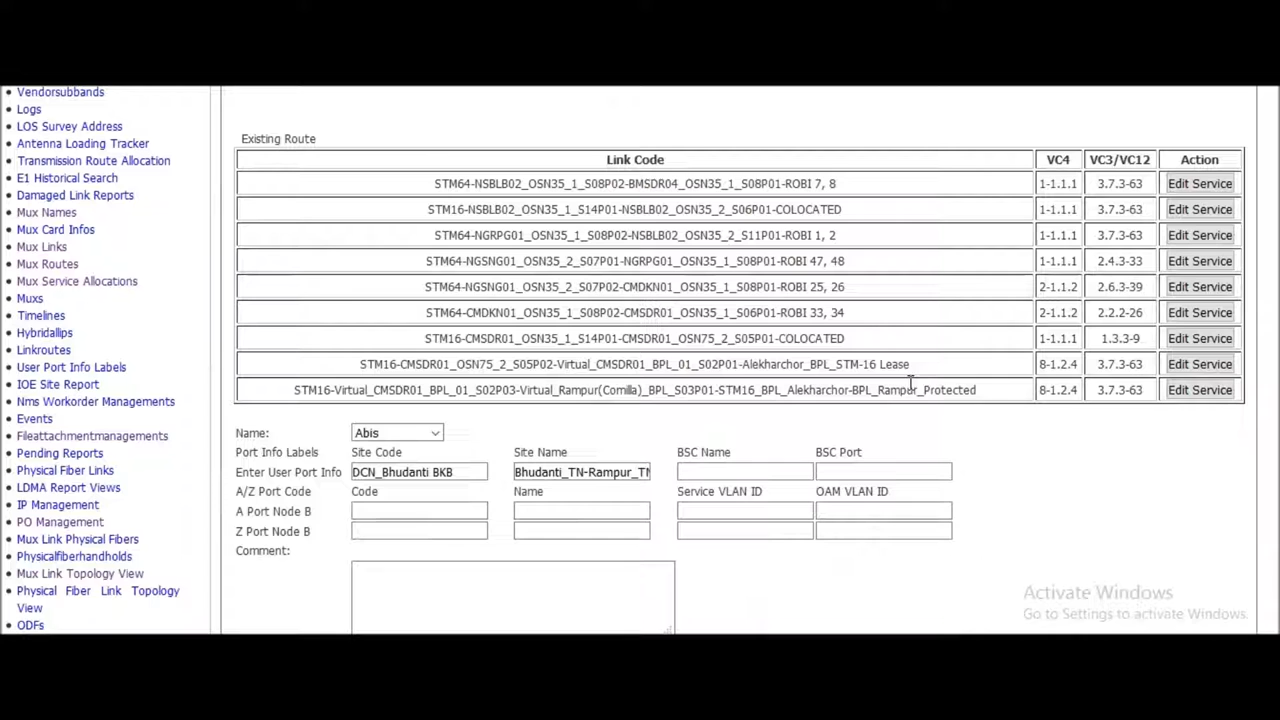 Vendorsubbands
Logs
LOS Survey Address
Antenna Loading Tracker
Transmission Route Allocation
E1 Historical Search
Damaged Link Reports
Mux Names
Mux Card Infos
Mux Links
Mux Routes
Mux Service Allocations
Muxs
Timelines
Hybridallips
Linkroutes
User Port Info Labels
IOE Site Report
Nms Workorder Managements
Events
Fileattachmentmanagements
Pending Reports
Physical Fiber Links
LDMA Report Views
IP Management
PO Management
Mux Link Physical Fibers
Physicalfiberhandholds
Mux Link Topology View
Physical Fiber Link Topology
View
ODFs
Existing Route
Link Code VC4 VC3/VC12 Action
STM64-NSBLB02_OSN35_1_S08P02-BMSDR04_OSN35_1_S08P01-ROBI 7, 8 1-1.1.1 3.7.3-63 Edit Service
STM16-NSBLB02_OSN35_1_S14P01-NSBLB02_OSN35_2_S06P01-COLOCATED 1-1.1.1 3.7.3-63 Edit Service
STM64-NGRPG01_OSN35_1_S08P02-NSBLB02_OSN35_2_S11P01-ROBI 1, 2 1-1.1.1 3.7.3-63 Edit Service
STM64-NGSNG01_OSN35_2_S07P01-NGRPG01_OSN35_1_S08P01-ROBI 47, 48 1-1.1.1 2.4.3-33 Edit Service
STM64-NGSNG01_OSN35_2_S07P02-CMDKN01_OSN35_1_S08P01-ROBI 25, 26 2-1.1.2 2.6.3-39 Edit Service
STM64-CMDKN01_OSN35_1_S08P02-CMSDR01_OSN35_1_S06P01-ROBI 33, 34 2-1.1.2 2.2.2-26 Edit Service
STM16-CMSDR01_OSN35_1_S14P01-CMSDR01_OSN75_2_S05P01-COLOCATED 1-1.1.1 1.3.3-9 Edit Service
STM16-CMSDR01_OSN75_2_S05P02-Virtual_CMSDR01_BPL_01_S02P01-Alekharchor_BPL_STM-16 Lease 8-1.2.4 3.7.3-63 Edit Service
STM16-Virtual_CMSDR01_BPL_01_S02P03-Virtual_Rampur(Comilla)_BPL_S03P01-STM16_BPL_Alekharchor-BPL_Rampur_Protected 8-1.2.4 3.7.3-63 Edit Service
Name: Abis
Port Info Labels Site Code Site Name BSC Name BSC Port
Enter User Port Info DCN_Bhudanti BKB Bhudanti_TN-Rampur_TN
A/Z Port Code Code Name Service VLAN ID OAM VLAN ID
A Port Node B
Z Port Node B
Comment:
Activate Windows
Go to Settings to activate Windows.